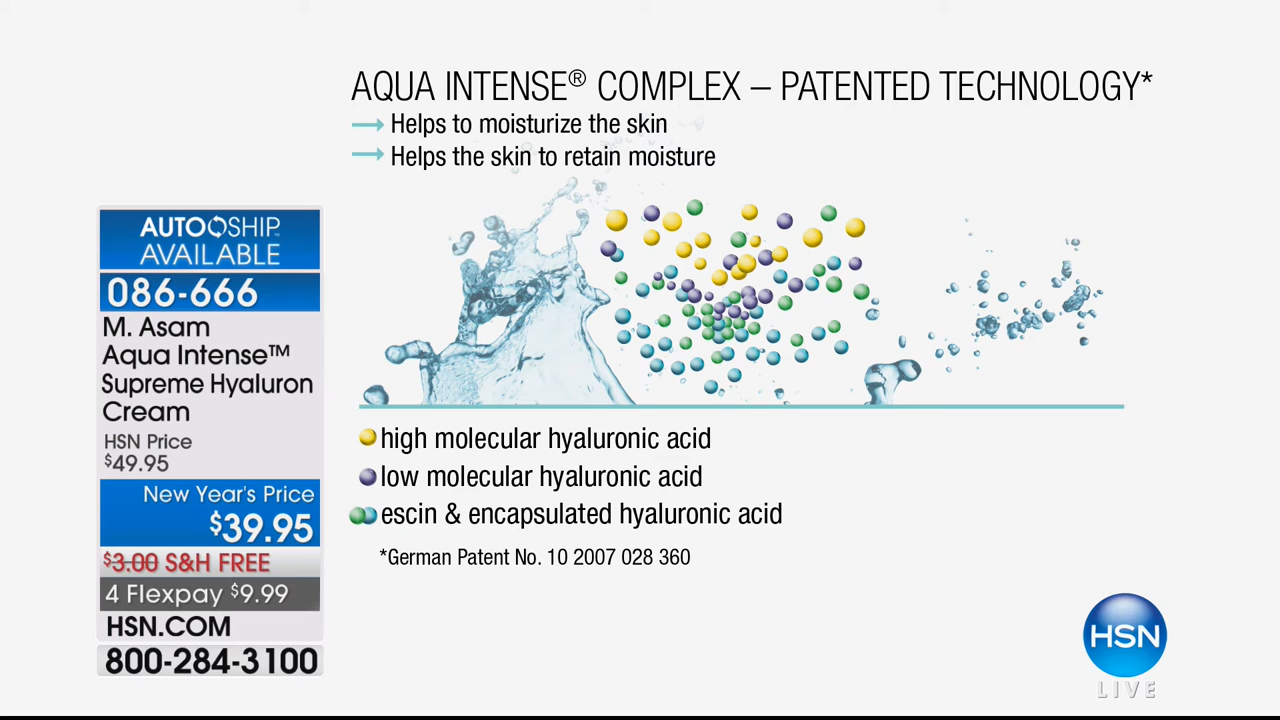 AQUA INTENSE® COMPLEX – PATENTED TECHNOLOGY*
Helps to moisturize the skin
Helps the skin to retain moisture
AUTOSHIP™
AVAILABLE
086-666
M. Asam
Aqua Intense™
Supreme Hyaluron
Cream
HSN Price
$49.95
New Year's Price
$39.95
$3.00 S&H FREE
4 Flexpay $9.99
HSN.COM
800-284-3100
high molecular hyaluronic acid
low molecular hyaluronic acid
escin & encapsulated hyaluronic acid
*German Patent No. 10 2007 028 360
HSN
LIVE